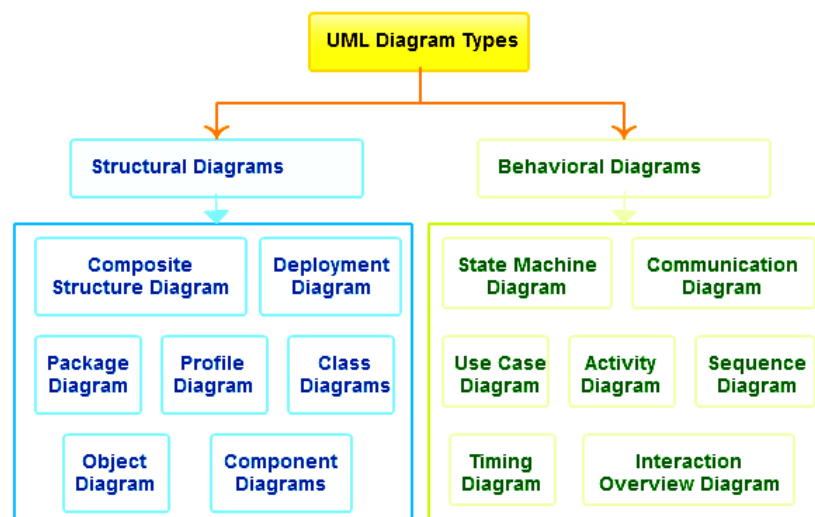 UML Diagram Types
Structural Diagrams
Behavioral Diagrams
Composite
Structure Diagram
Deployment
Diagram
Package
Diagram
Profile
Diagram
Class
Diagrams
Object
Diagram
Component
Diagrams
State Machine
Diagram
Communication
Diagram
Use Case
Diagram
Activity
Diagram
Sequence
Diagram
Timing
Diagram
Interaction
Overview Diagram